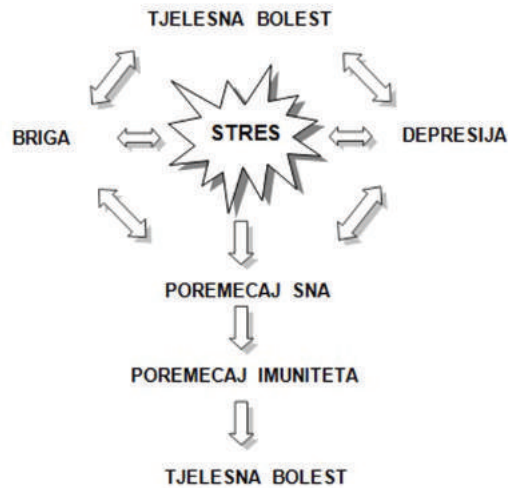 TJELESNA BOLEST
BRIGA
STRES
DEPRESIJA
POREMECAJ SNA
POREMECAJ IMUNITETA
TJELESNA BOLEST